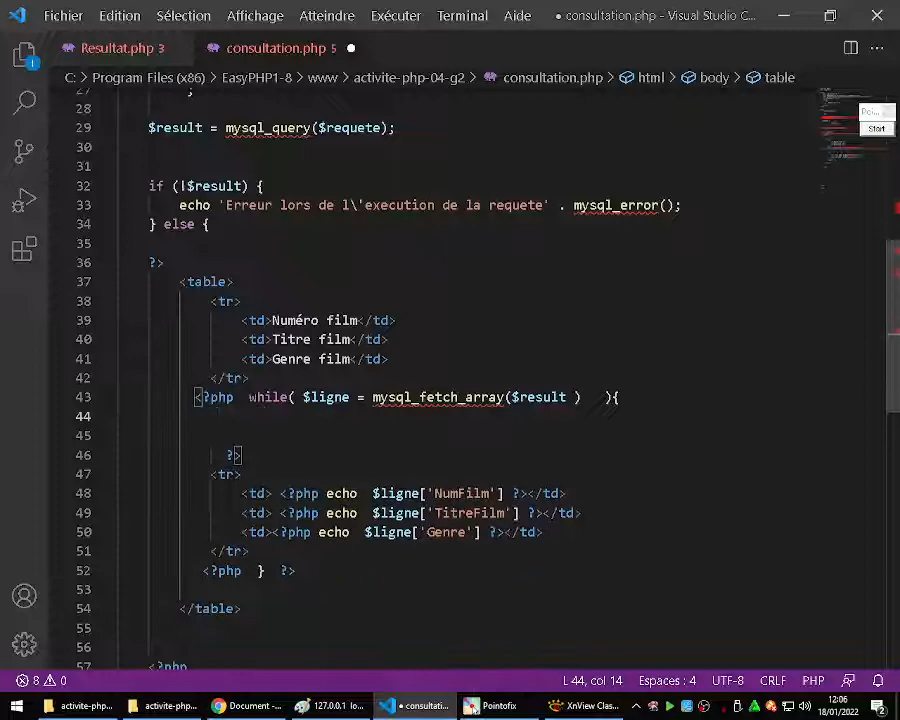 Fichier Edition Sélection Affichage Atteindre Exécuter Terminal Aide ● consultation.php - Visual Studio C...
Resultat.php 3 consultation.php 5 ●
C: > Program Files (x86) > EasyPHP1-8 > www > activite-php-04-g2 > consultation.php > html > body > table
27 ;
28
29 $result = mysql_query($requete);
30
31
32 if (!$result) {
33 echo 'Erreur lors de l\'execution de la requete' . mysql_error();
34 } else {
35
36 ?>
37 <table>
38 <tr>
39 <td>Numéro film</td>
40 <td>Titre film</td>
41 <td>Genre film</td>
42 </tr>
43 <?php while( $ligne = mysql_fetch_array($result ) ){
44
45
46 ?>
47 <tr>
48 <td> <?php echo $ligne['NumFilm'] ?></td>
49 <td> <?php echo $ligne['TitreFilm'] ?></td>
50 <td><?php echo $ligne['Genre'] ?></td>
51 </tr>
52 <?php } ?>
53
54 </table>
55
56
57 <?php
Poi...
Start
1
8 0 L 44, col 14 Espaces : 4 UTF-8 CRLF PHP
activite-php... activite-php... Document -... 127.0.0.1 lo... ● consultati... Pointofix XnView Clas... 12:06
18/01/2022 2